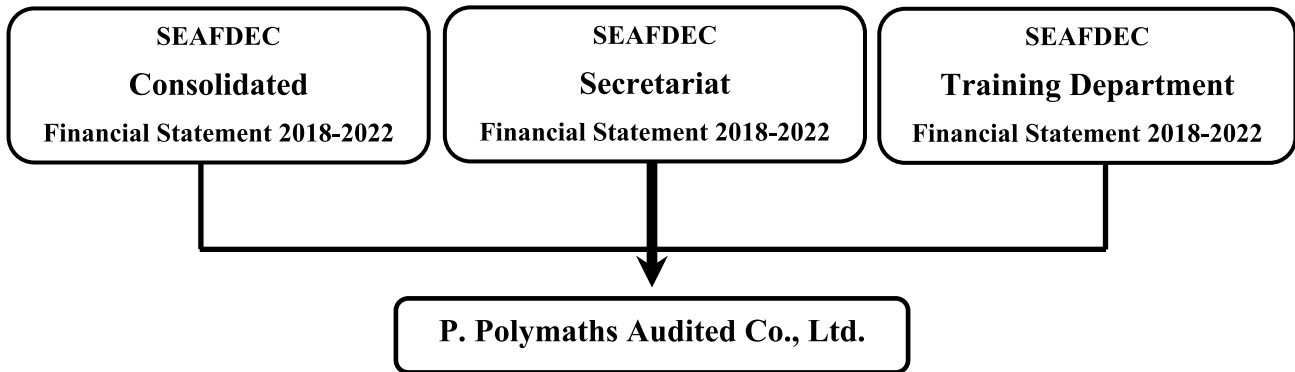 SEAFDEC
Consolidated
Financial Statement 2018-2022
SEAFDEC
Secretariat
Financial Statement 2018-2022
SEAFDEC
Training Department
Financial Statement 2018-2022
P. Polymaths Audited Co., Ltd.